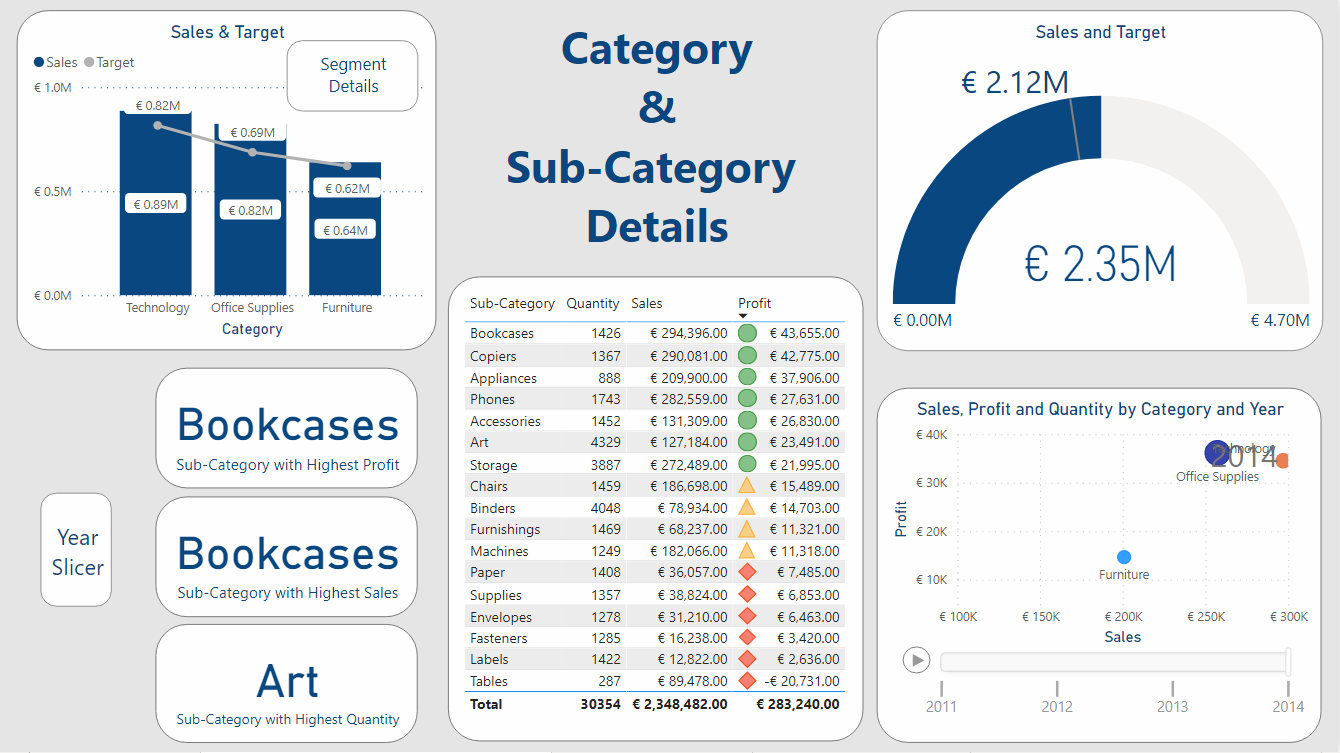 Sales & Target
Sales Target
Segment
Details
€ 1.0M
€ 0.5M
€ 0.0M
€ 0.82M
€ 0.69M
€ 0.62M
€ 0.89M
€ 0.82M
€ 0.64M
Technology Office Supplies Furniture
Category
Category
&
Sub-Category
Details
Sales and Target
€ 2.12M
€ 2.35M
€ 0.00M
€ 4.70M
Bookcases
Sub-Category with Highest Profit
Bookcases
Sub-Category with Highest Sales
Art
Sub-Category with Highest Quantity
Year
Slicer
Sub-Category Quantity Sales Profit
Bookcases 1426 € 294,396.00 € 43,655.00
Copiers 1367 € 290,081.00 € 42,775.00
Appliances 888 € 209,900.00 € 37,906.00
Phones 1743 € 282,559.00 € 27,631.00
Accessories 1452 € 131,309.00 € 26,830.00
Art 4329 € 127,184.00 € 23,491.00
Storage 3887 € 272,489.00 € 21,995.00
Chairs 1459 € 186,698.00 € 15,489.00
Binders 4048 € 78,934.00 € 14,703.00
Furnishings 1469 € 68,237.00 € 11,321.00
Machines 1249 € 182,066.00 € 11,318.00
Paper 1408 € 36,057.00 € 7,485.00
Supplies 1357 € 38,824.00 € 6,853.00
Envelopes 1278 € 31,210.00 € 6,463.00
Fasteners 1285 € 16,238.00 € 3,420.00
Labels 1422 € 12,822.00 € 2,636.00
Tables 287 € 89,478.00 -€ 20,731.00
Total 30354 € 2,348,482.00 € 283,240.00
Sales, Profit and Quantity by Category and Year
€ 40K
€ 30K
€ 20K
€ 10K
Profit
Technology
2014
Office Supplies
Furniture
€ 100K € 150K € 200K € 250K € 300K
Sales
2011 2012 2013 2014